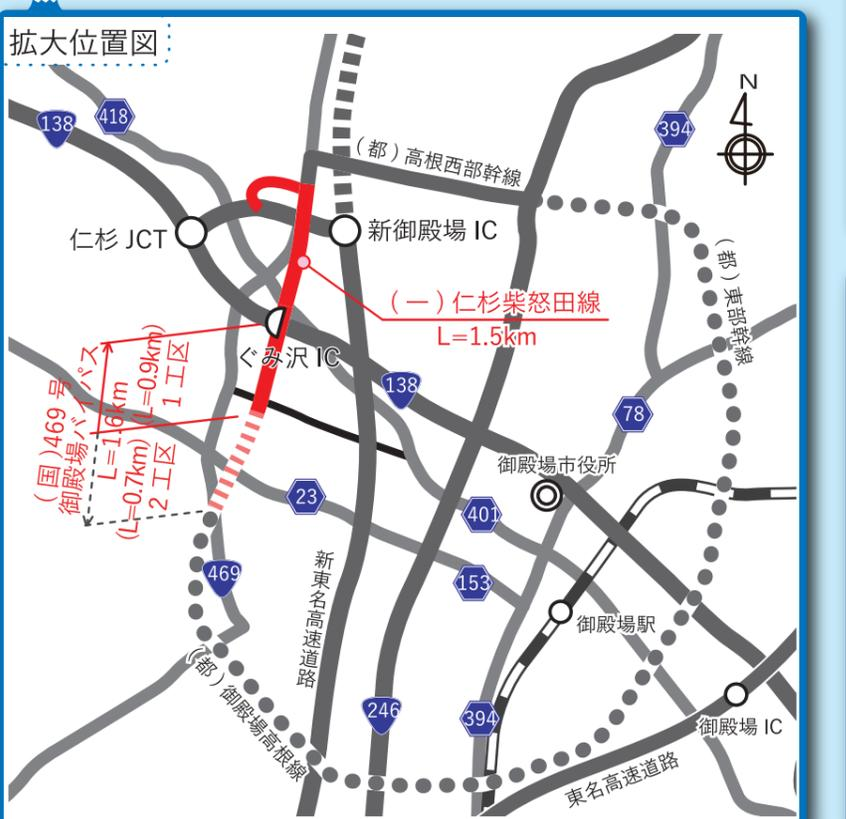 拡大位置図
N
138
418
394
(都)高根西部幹線
仁杉 JCT
新御殿場 IC
(都)東部幹線
(一)仁杉柴怒田線
L=1.5km
ぐみ沢 IC
(国)469 号
御殿場バイパス
L=1.6km
(L=0.9km)
1 工区
(L=0.7km)
2 工区
138
78
御殿場市役所
23
401
469
153
新東名高速道路
御殿場駅
(都)御殿場高根線
246
394
御殿場 IC
東名高速道路